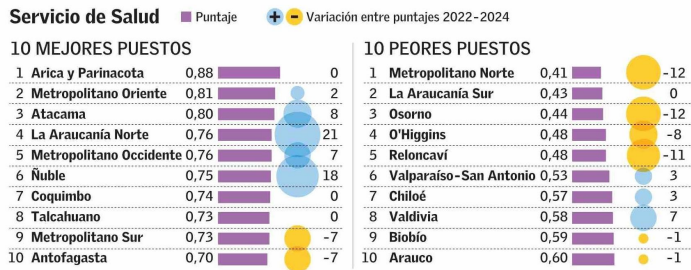 Servicio de Salud Puntaje + - Variación entre puntajes 2022-2024
10 MEJORES PUESTOS
1 Arica y Parinacota 0,88 0
2 Metropolitano Oriente 0,81 2
3 Atacama 0,80 8
4 La Araucanía Norte 0,76 21
5 Metropolitano Occidente 0,76 7
6 Ñuble 0,75 18
7 Coquimbo 0,74 0
8 Talcahuano 0,73 0
9 Metropolitano Sur 0,73 -7
10 Antofagasta 0,70 -7
10 PEORES PUESTOS
1 Metropolitano Norte 0,41 -12
2 La Araucanía Sur 0,43 0
3 Osorno 0,44 -12
4 O'Higgins 0,48 -8
5 Reloncaví 0,48 -11
6 Valparaíso-San Antonio 0,53 3
7 Chiloé 0,57 3
8 Valdivia 0,58 7
9 Biobío 0,59 -1
10 Arauco 0,60 -1